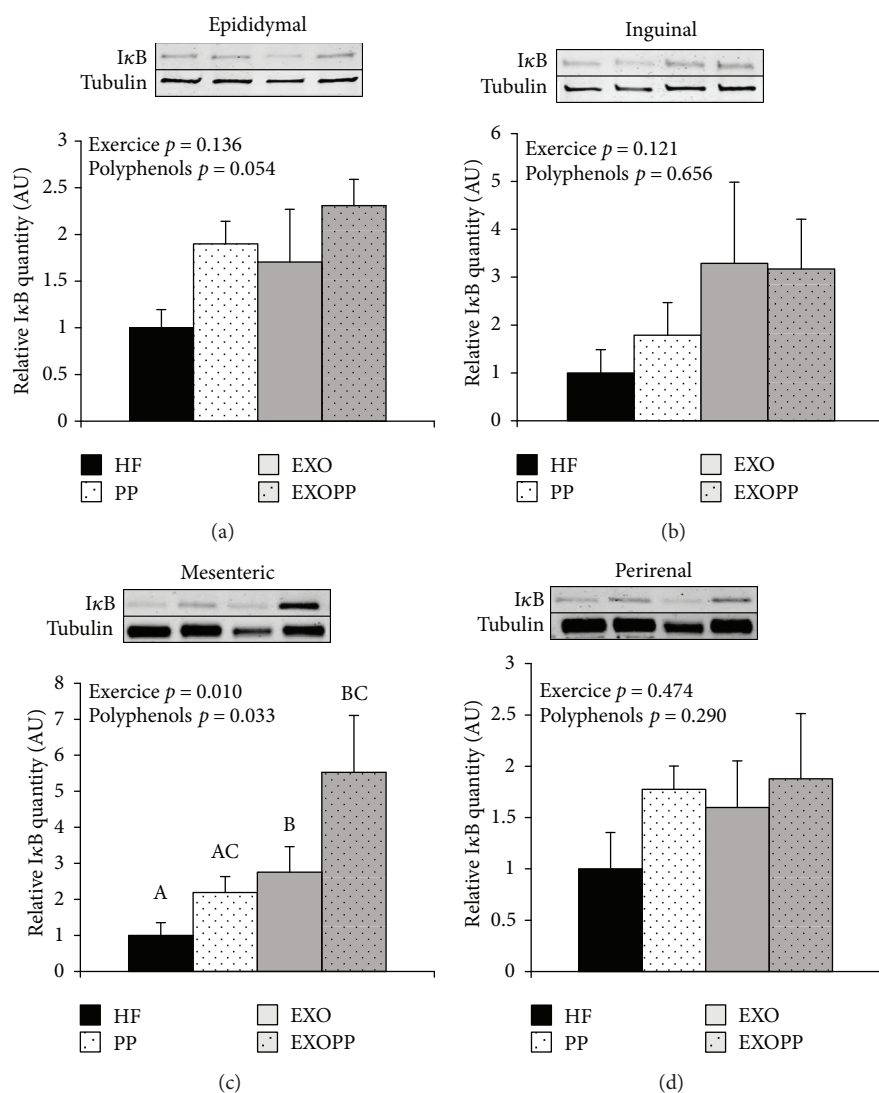 Epididymal
IκB
Tubulin
Exercice p = 0.136
Polyphenols p = 0.054
Relative IκB quantity (AU)
3
2.5
2
1.5
1
0.5
0
HF
EXO
PP
EXOPP
(a)
Inguinal
IκB
Tubulin
Exercice p = 0.121
Polyphenols p = 0.656
Relative IκB quantity (AU)
6
5
4
3
2
1
0
HF
EXO
PP
EXOPP
(b)
Mesenteric
IκB
Tubulin
Exercice p = 0.010
Polyphenols p = 0.033
Relative IκB quantity (AU)
8
7
6
5
4
3
2
1
0
A
AC
B
BC
HF
EXO
PP
EXOPP
(c)
Perirenal
IκB
Tubulin
Exercice p = 0.474
Polyphenols p = 0.290
Relative IκB quantity (AU)
3
2.5
2
1.5
1
0.5
0
HF
EXO
PP
EXOPP
(d)